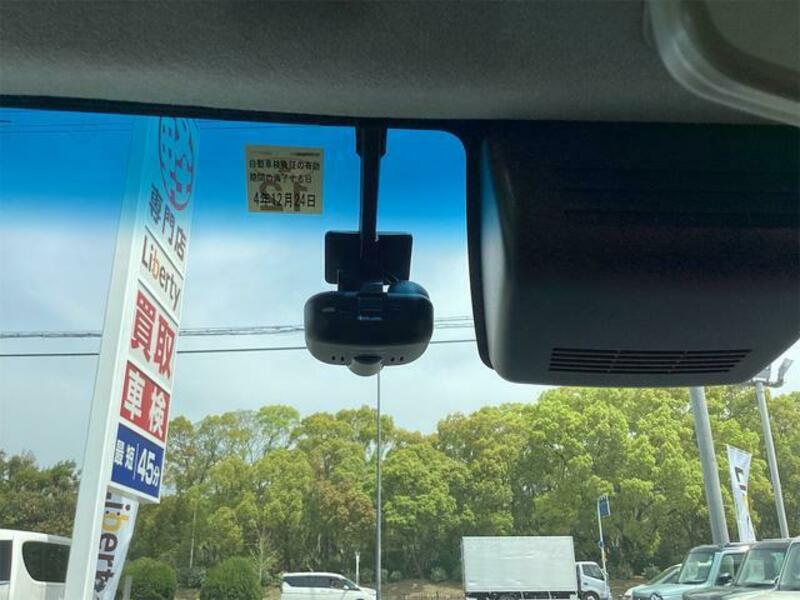 自動車検査証の有効
期間の満了する日
4年12月24日
専門店
Liberty
買取
車検
最短 45分
Liberty